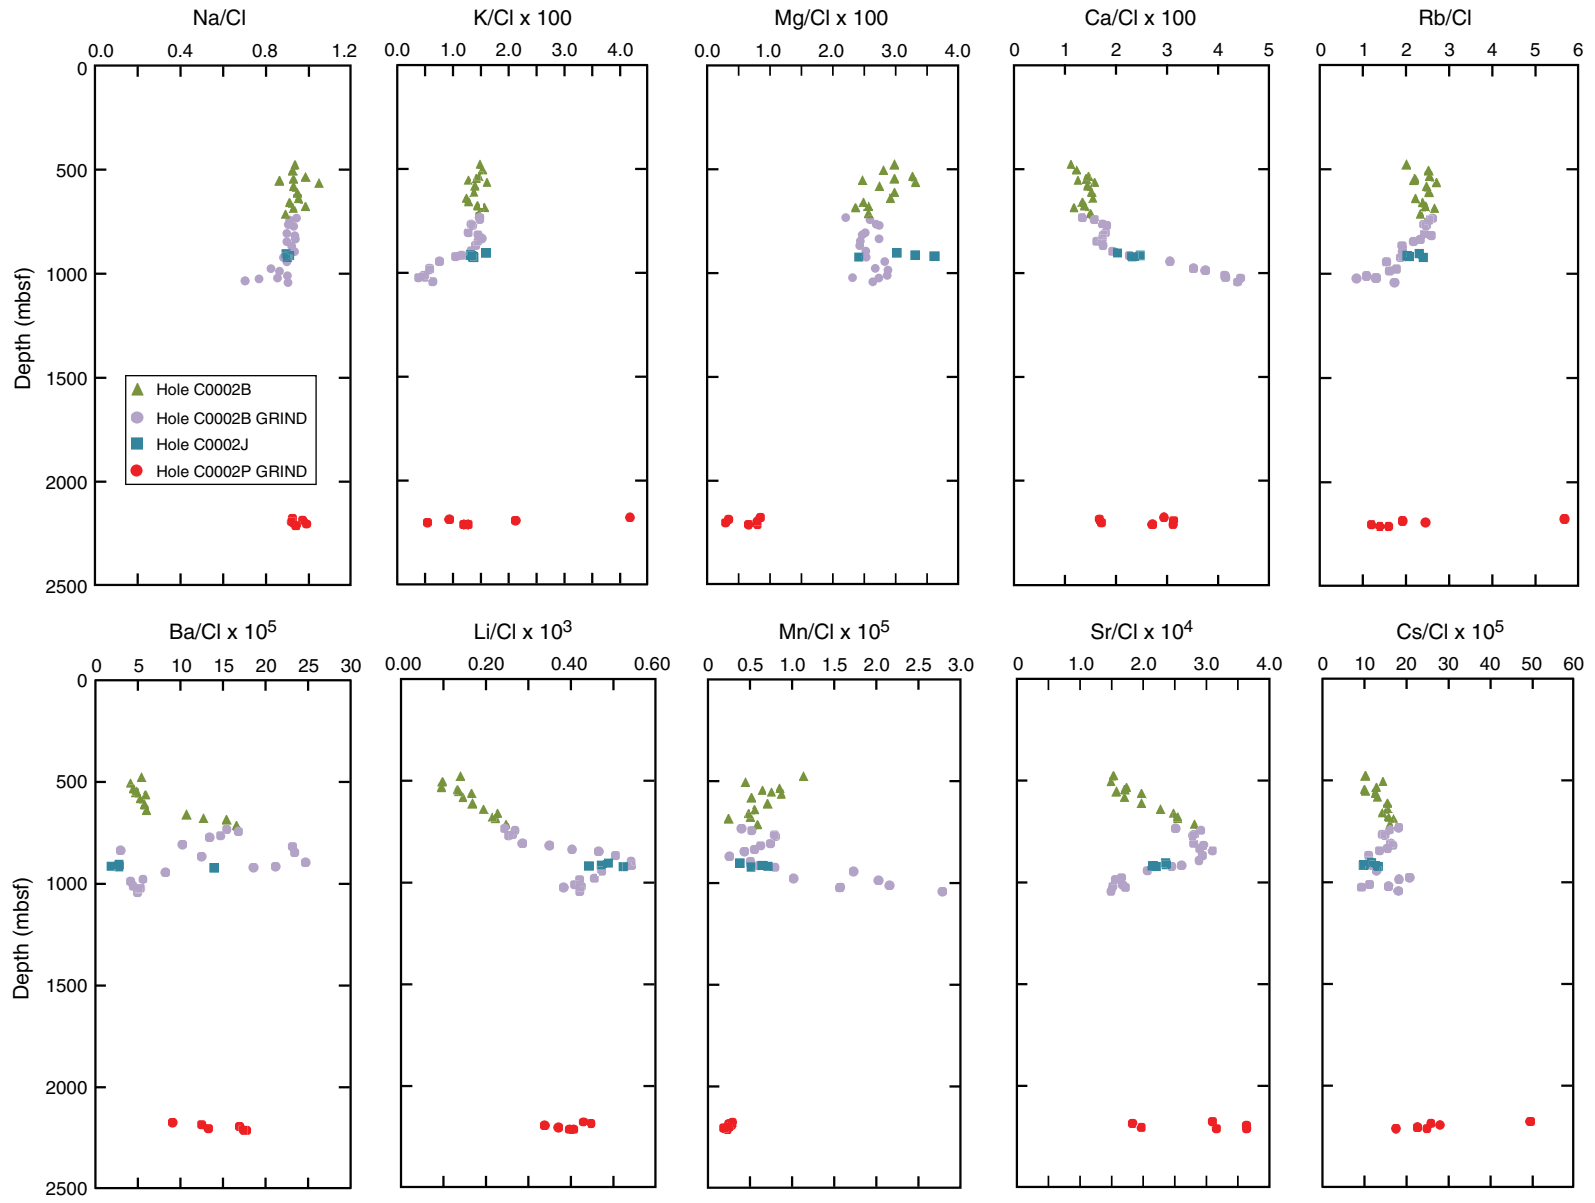 Na/Cl K/Cl x 100 Mg/Cl x 100 Ca/Cl x 100 Rb/Cl
0.0 0.4 0.8 1.2 0.0 1.0 2.0 3.0 4.0 0.0 1.0 2.0 3.0 4.0 0 1 2 3 4 5 0 1 2 3 4 5 6
0
500
1000
1500
2000
2500
Depth (mbsf)
Hole C0002B
Hole C0002B GRIND
Hole C0002J
Hole C0002P GRIND
Ba/Cl x 10⁵ Li/Cl x 10³ Mn/Cl x 10⁵ Sr/Cl x 10⁴ Cs/Cl x 10⁵
0 5 10 15 20 25 30 0.00 0.20 0.40 0.60 0 0.5 1.0 1.5 2.0 3.0 0 1.0 2.0 3.0 4.0 0 10 20 30 40 50 60
0
500
1000
1500
2000
2500
Depth (mbsf)